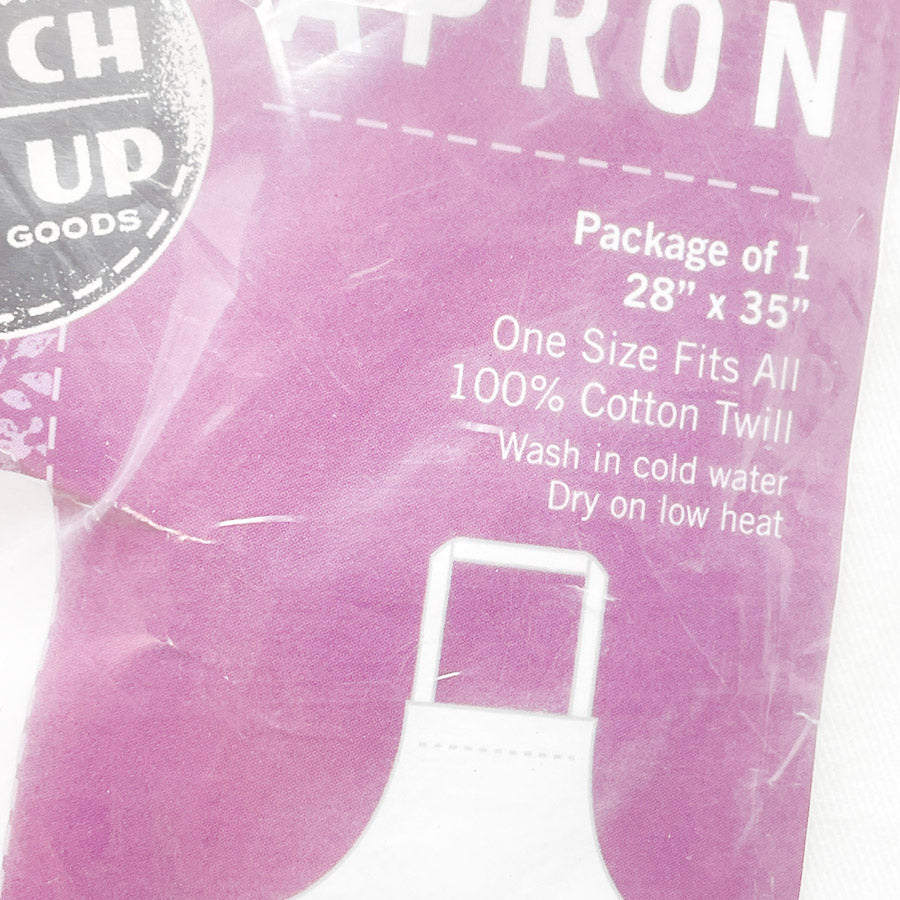 CH
UP
GOODS
APRON
Package of 1
28” x 35”
One Size Fits All
100% Cotton Twill
Wash in cold water
Dry on low heat